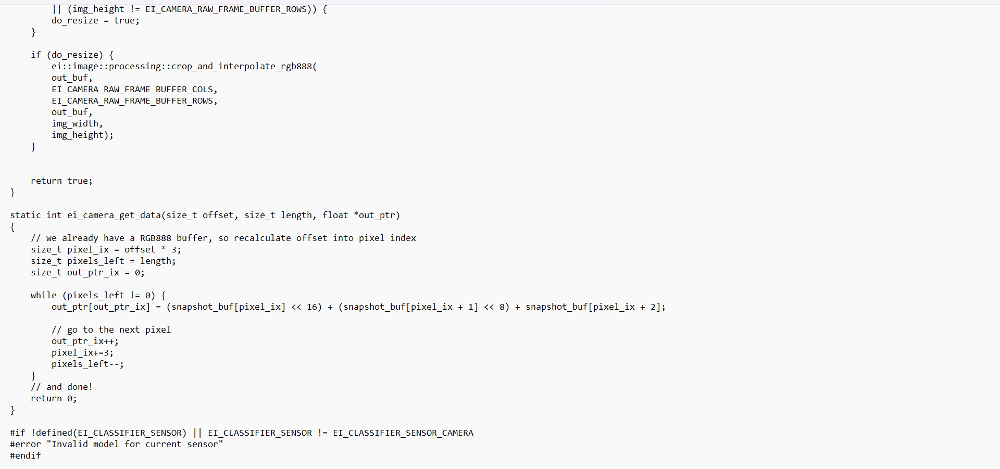 || (img_height != EI_CAMERA_RAW_FRAME_BUFFER_ROWS)) {
do_resize = true;
}
if (do_resize) {
ei::image::processing::crop_and_interpolate_rgb888(
out_buf,
EI_CAMERA_RAW_FRAME_BUFFER_COLS,
EI_CAMERA_RAW_FRAME_BUFFER_ROWS,
out_buf,
img_width,
img_height);
}
return true;
}
static int ei_camera_get_data(size_t offset, size_t length, float *out_ptr)
{
// we already have a RGB888 buffer, so recalculate offset into pixel index
size_t pixel_ix = offset * 3;
size_t pixels_left = length;
size_t out_ptr_ix = 0;
while (pixels_left != 0) {
out_ptr[out_ptr_ix] = (snapshot_buf[pixel_ix] << 16) + (snapshot_buf[pixel_ix + 1] << 8) + snapshot_buf[pixel_ix + 2];
// go to the next pixel
out_ptr_ix++;
pixel_ix+=3;
pixels_left--;
}
// and done!
return 0;
}
#if !defined(EI_CLASSIFIER_SENSOR) || EI_CLASSIFIER_SENSOR != EI_CLASSIFIER_SENSOR_CAMERA
#error "Invalid model for current sensor"
#endif